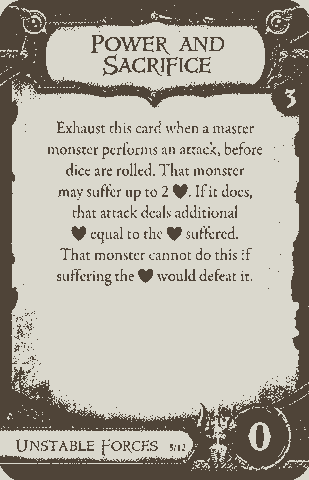 POWER AND
SACRIFICE
3
Exhaust this card when a master
monster performs an attack, before
dice are rolled. That monster
may suffer up to 2 ♥. If it does,
that attack deals additional
♥ equal to the ♥ suffered.
That monster cannot do this if
suffering the ♥ would defeat it.
UNSTABLE FORCES 5/12
0